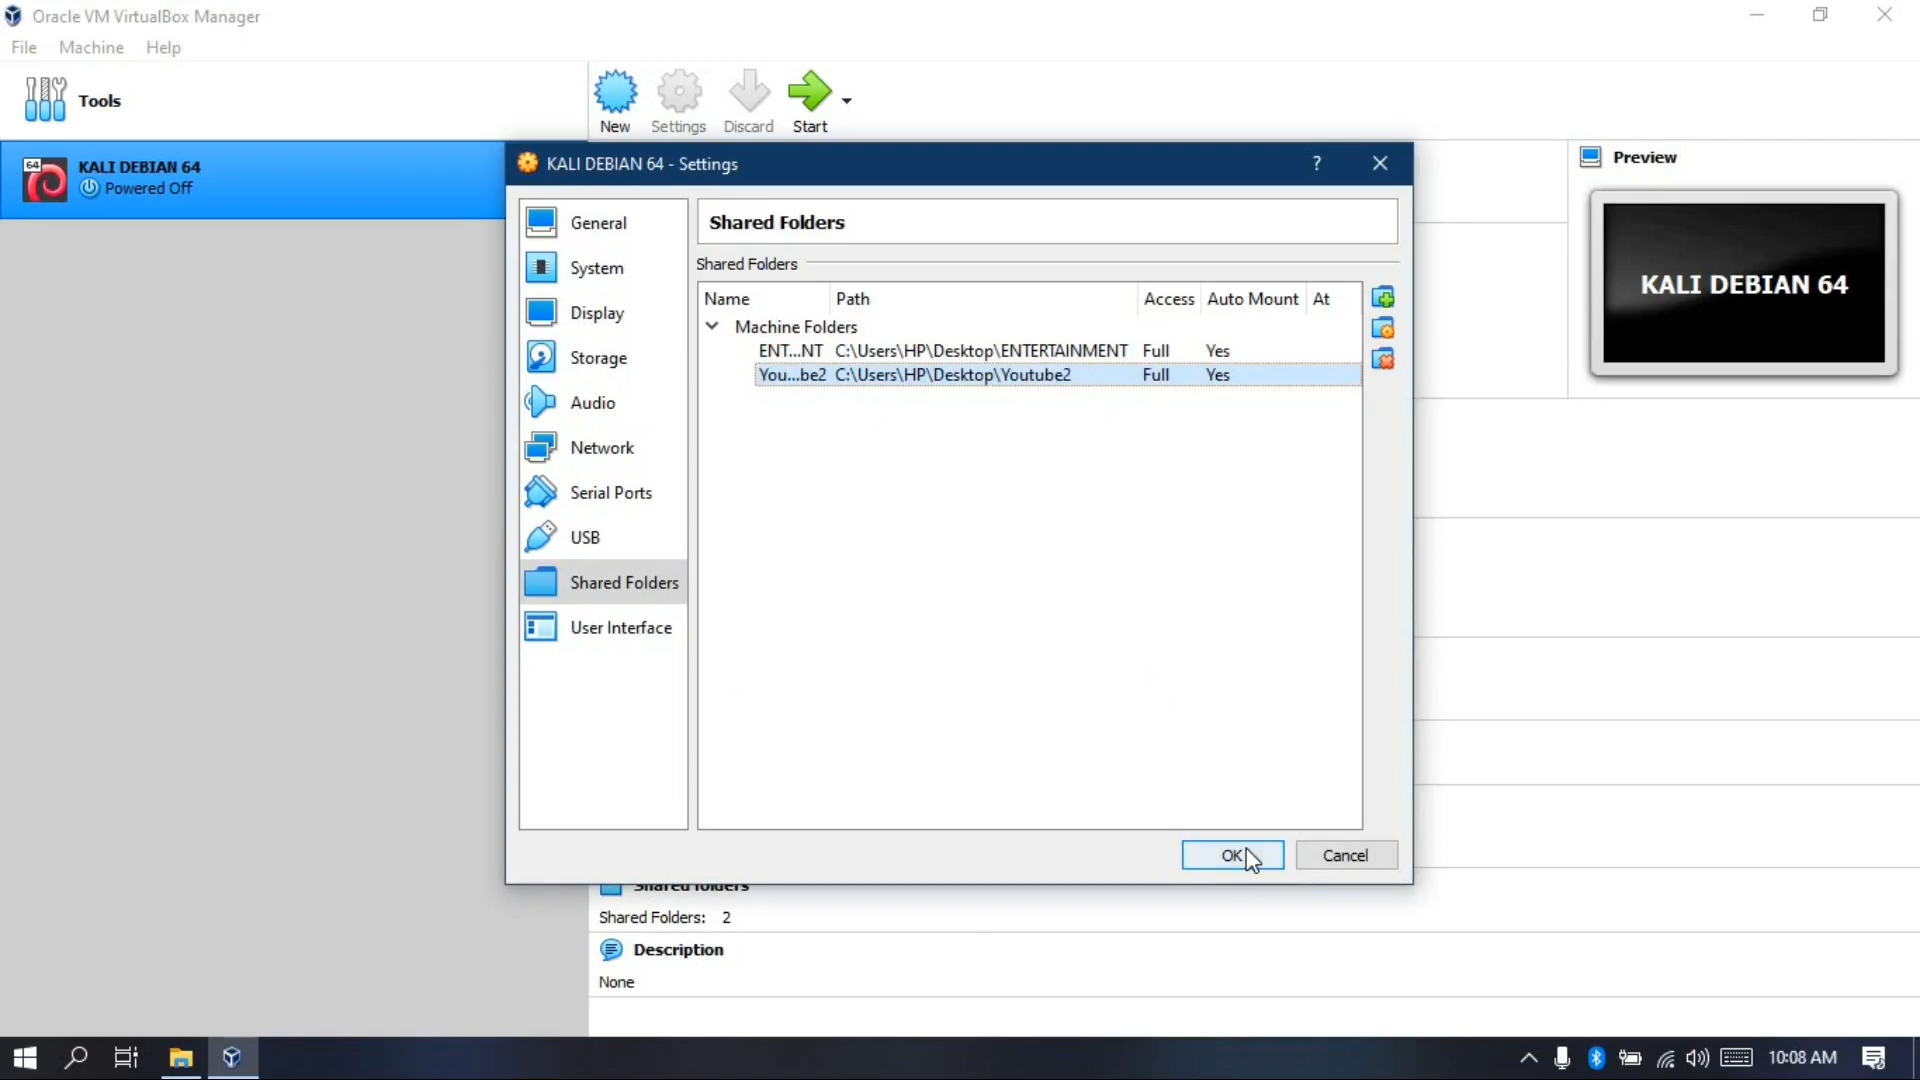 Oracle VM VirtualBox Manager
File Machine Help
Tools
New Settings Discard Start
64 KALI DEBIAN 64
Powered Off
KALI DEBIAN 64 - Settings ?
General
System
Display
Storage
Audio
Network
Serial Ports
USB
Shared Folders
User Interface
Shared Folders
Shared Folders
Name Path Access Auto Mount At
Machine Folders
ENT...NT C:\Users\HP\Desktop\ENTERTAINMENT Full Yes
You...be2 C:\Users\HP\Desktop\Youtube2 Full Yes
OK Cancel
Preview
KALI DEBIAN 64
Shared folders
Shared Folders: 2
Description
None
10:08 AM